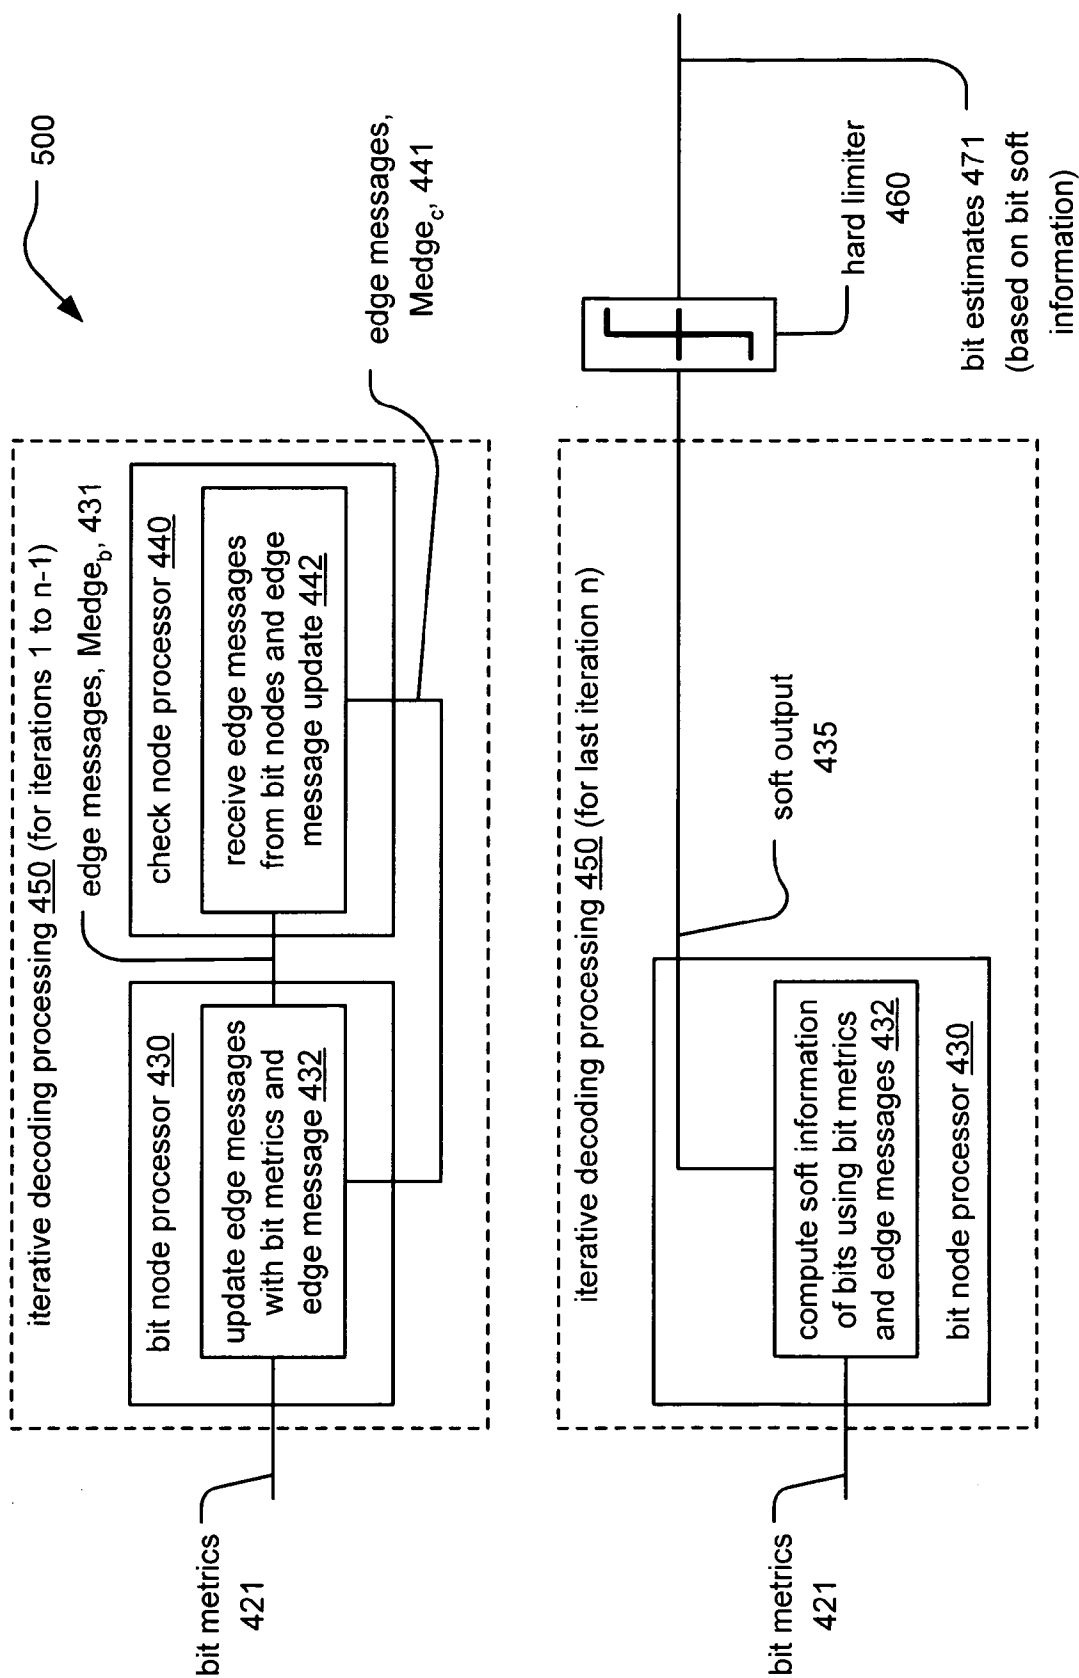 500
iterative decoding processing 450 (for iterations 1 to n-1)
edge messages, Medge_b, 431
bit node processor 430
update edge messages
with bit metrics and
edge message 432
check node processor 440
receive edge messages
from bit nodes and edge
message update 442
edge messages,
Medge_c, 441
bit metrics
421
iterative decoding processing 450 (for last iteration n)
compute soft information
of bits using bit metrics
and edge messages 432
bit node processor 430
soft output
435
hard limiter
460
bit estimates 471
(based on bit soft
information)
bit metrics
421